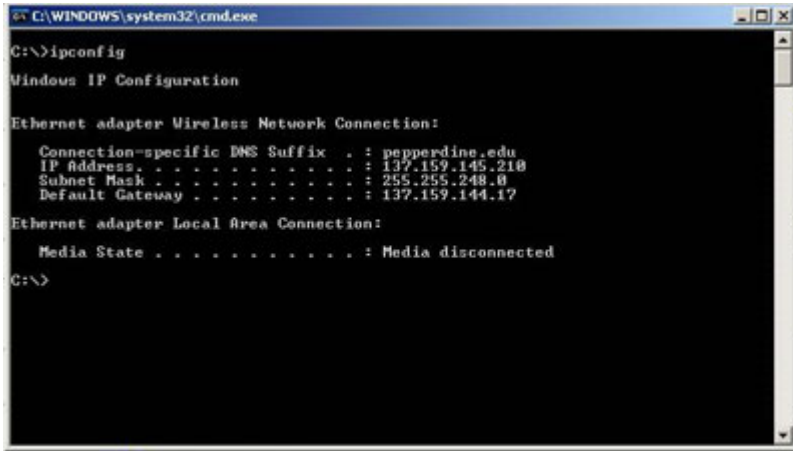 C:\WINDOWS\system32\cmd.exe
C:\>ipconfig
Windows IP Configuration
Ethernet adapter Wireless Network Connection:
Connection-specific DNS Suffix . : pepperdine.edu
IP Address. . . . . . . . . . . . : 137.159.145.210
Subnet Mask . . . . . . . . . . . : 255.255.248.0
Default Gateway . . . . . . . . . : 137.159.144.17
Ethernet adapter Local Area Connection:
Media State . . . . . . . . . . . : Media disconnected
C:\>